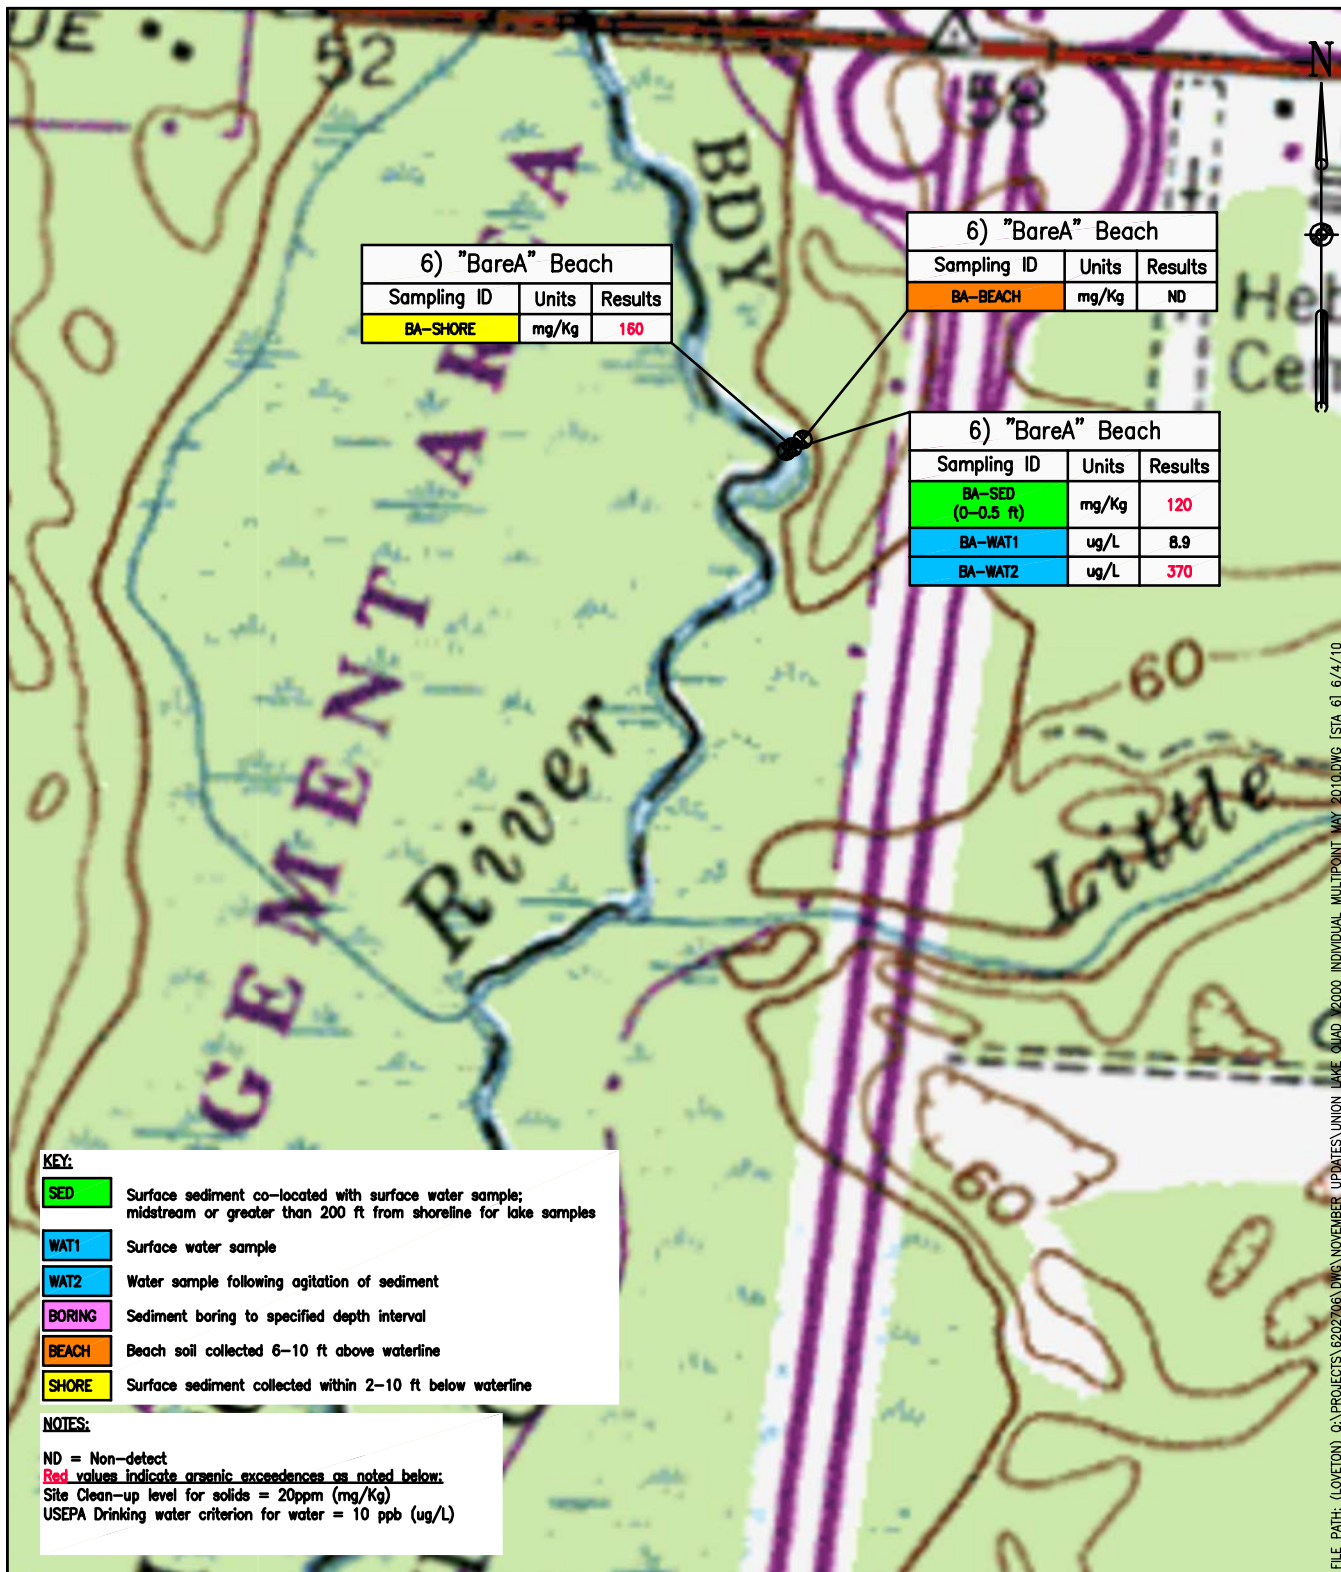 UE
52
58
N
BDY
Het
Cem
6) "BareA" Beach
Sampling ID Units Results
BA-SHORE mg/Kg 160
6) "BareA" Beach
Sampling ID Units Results
BA-BEACH mg/Kg ND
6) "BareA" Beach
Sampling ID Units Results
BA-SED
(0-0.5 ft) mg/Kg 120
BA-WAT1 ug/L 8.9
BA-WAT2 ug/L 370
GEMENT AREA
River
60
Little
60
KEY:
SED Surface sediment co-located with surface water sample;
midstream or greater than 200 ft from shoreline for lake samples
WAT1 Surface water sample
WAT2 Water sample following agitation of sediment
BORING Sediment boring to specified depth interval
BEACH Beach soil collected 6-10 ft above waterline
SHORE Surface sediment collected within 2-10 ft below waterline
NOTES:
ND = Non-detect
Red values indicate arsenic exceedences as noted below:
Site Clean-up level for solids = 20ppm (mg/Kg)
USEPA Drinking water criterion for water = 10 ppb (ug/L)
FILE PATH: (LOVETON) Q:\PROJECTS\6202706\DWG\NOVEMBER UPDATES\UNION LAKE QUAD V2000 INDIVIDUAL MULTIPOINT MAY 2010.DWG [STA 6] 6/4/10